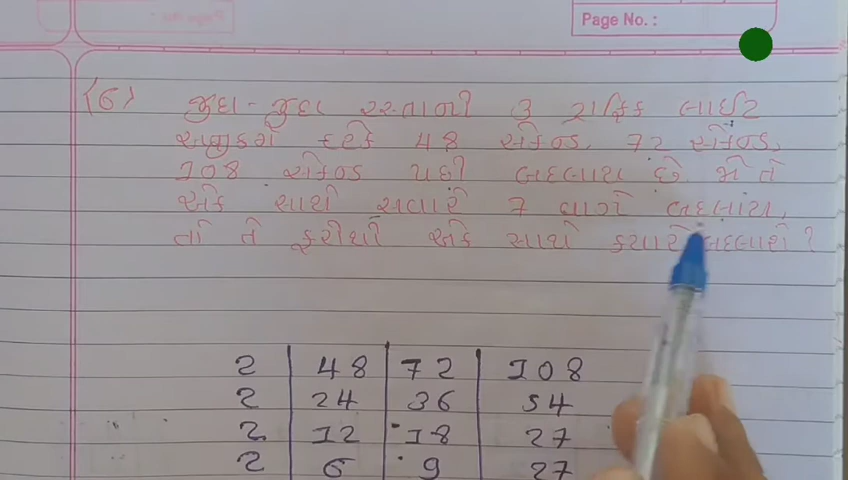 Page No. :
(6) જુદા - જુદા રસ્તાની 3 ટ્રાફિક લાઈટ
અનુક્રમે દરેક 48 સેકન્ડ, 72 સેકન્ડ,
108 સેકન્ડ પછી બદલાય છે. જો તે
એક સાથે સવારે 7 વાગે બદલાય,
તો તે ફરીથી એક સાથે ક્યારે બદલાશે ?
2 48 72 108
2 24 36 54
2 12 18 27
2 6 9 27